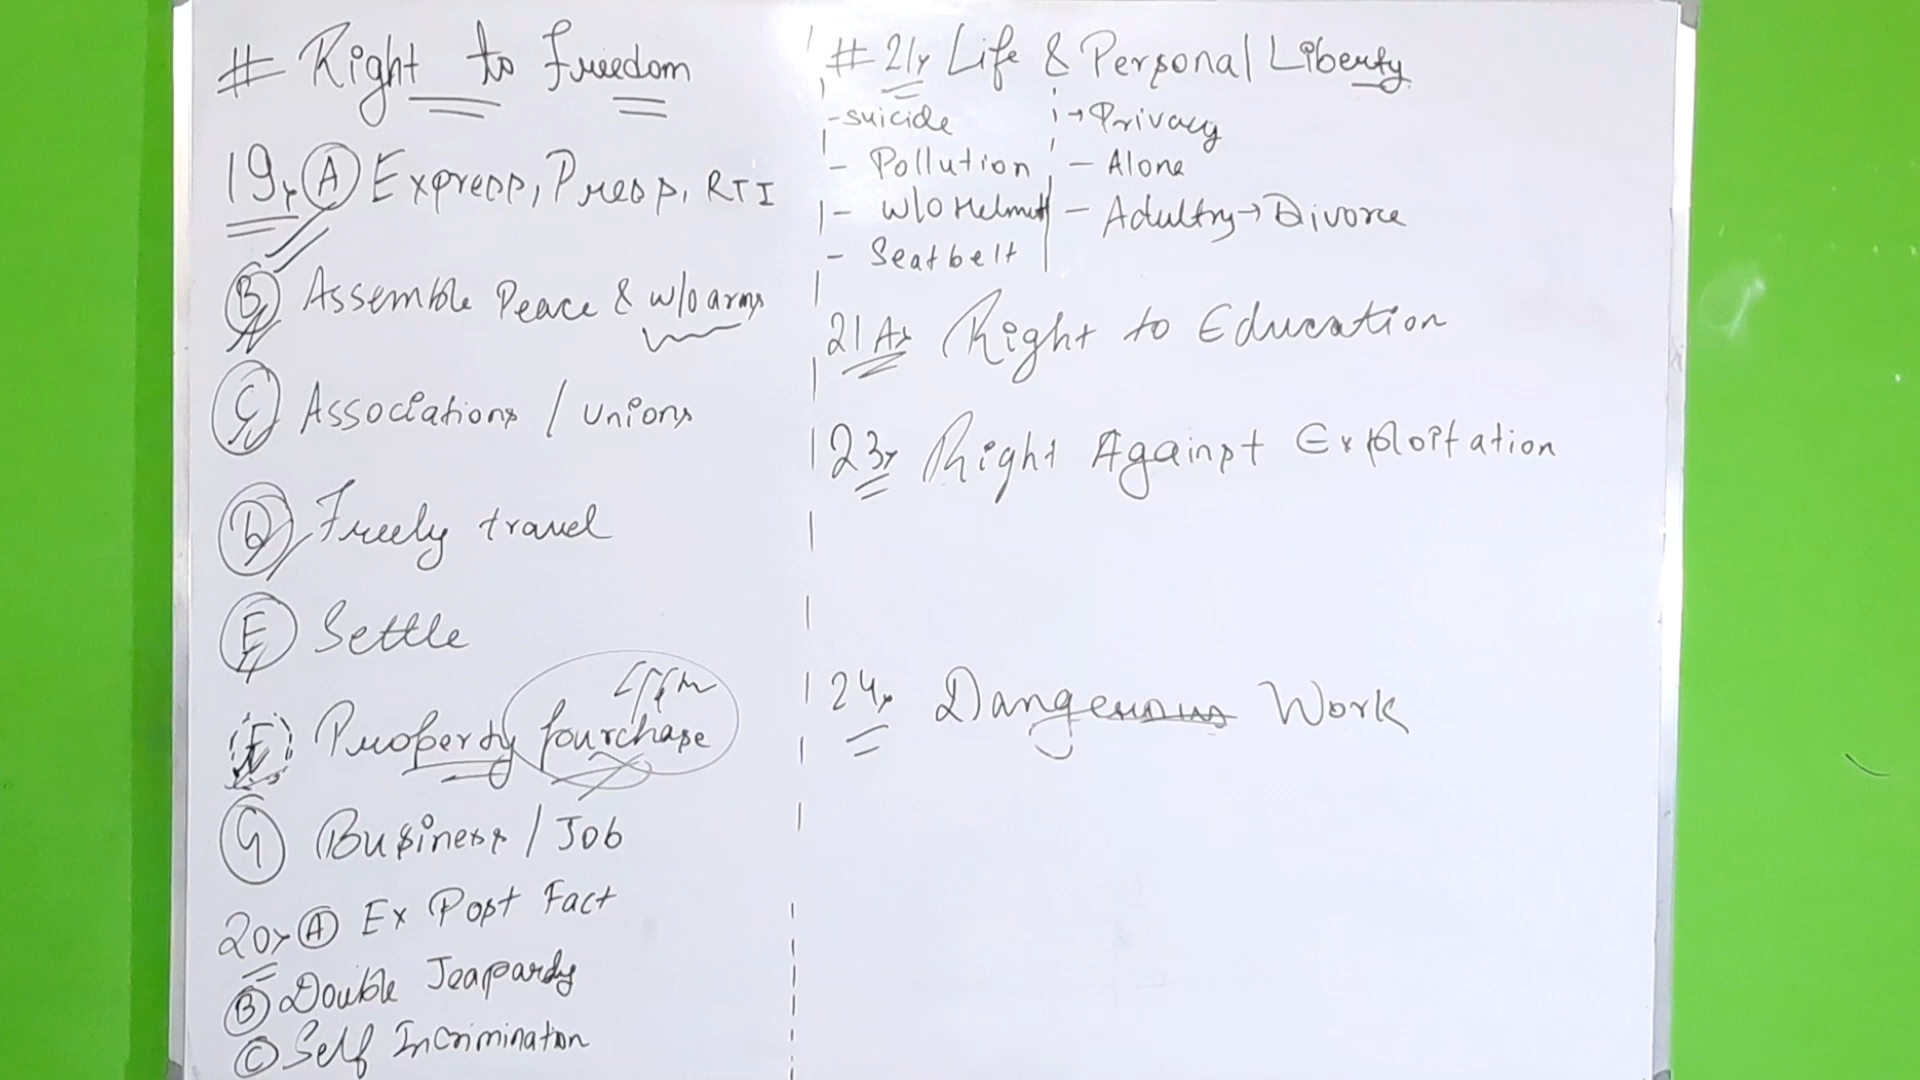 # Right to Freedom
19. A Express, Press, RTI
B Assemble Peace & w/o arms
C Associations / Unions
D Freely travel
E Settle
F Property Pourchase
G Business / Job
20. A Ex Post Fact
B Double Jeapardy
C Self Incrimination
# 21. Life & Personal Liberty
- suicide
- Pollution
- W/O Helmet
- Seatbelt
→ Privacy
- Alone
- Adultry → Divorce
21A. Right to Education
23. Right Against Exploitation
24. Dangerous Work